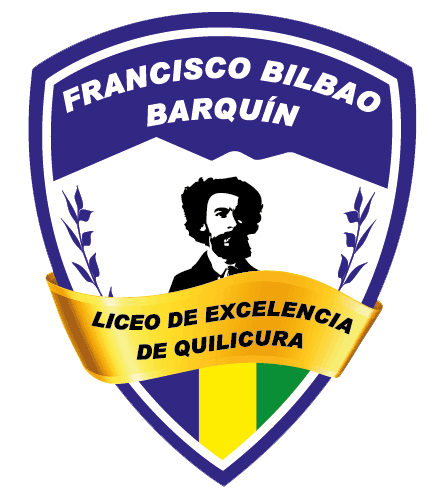 FRANCISCO BILBAO
BARQUÍN
LICEO DE EXCELENCIA
DE QUILICURA